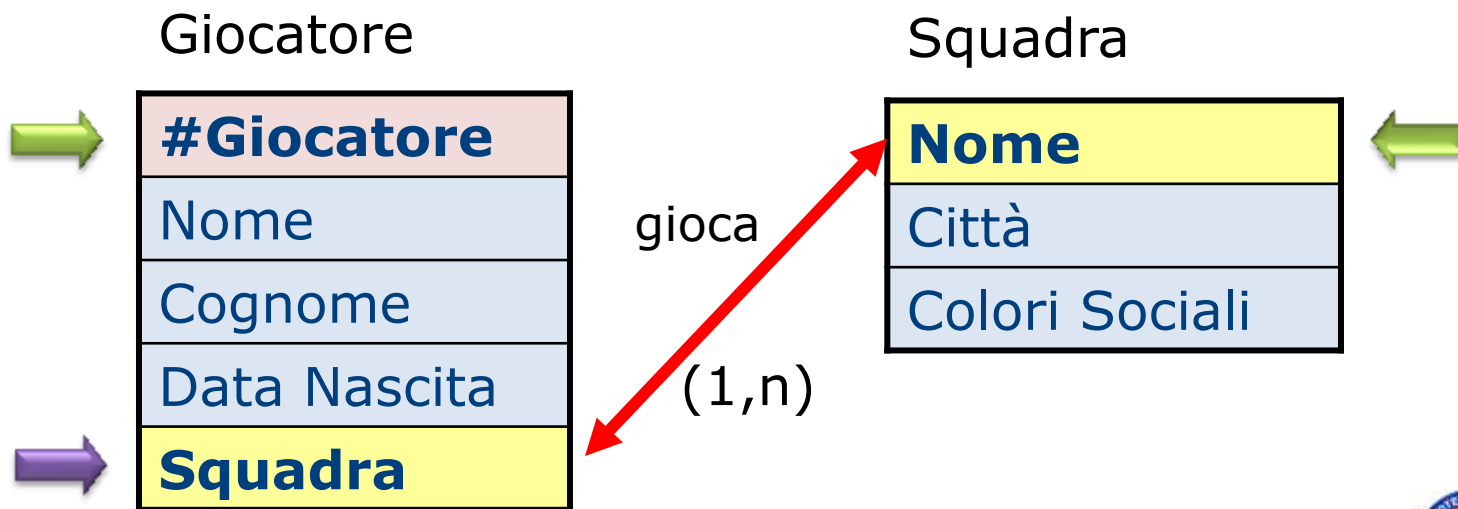 Giocatore
#Giocatore
Nome
Cognome
Data Nascita
Squadra
gioca
(1,n)
Squadra
Nome
Città
Colori Sociali